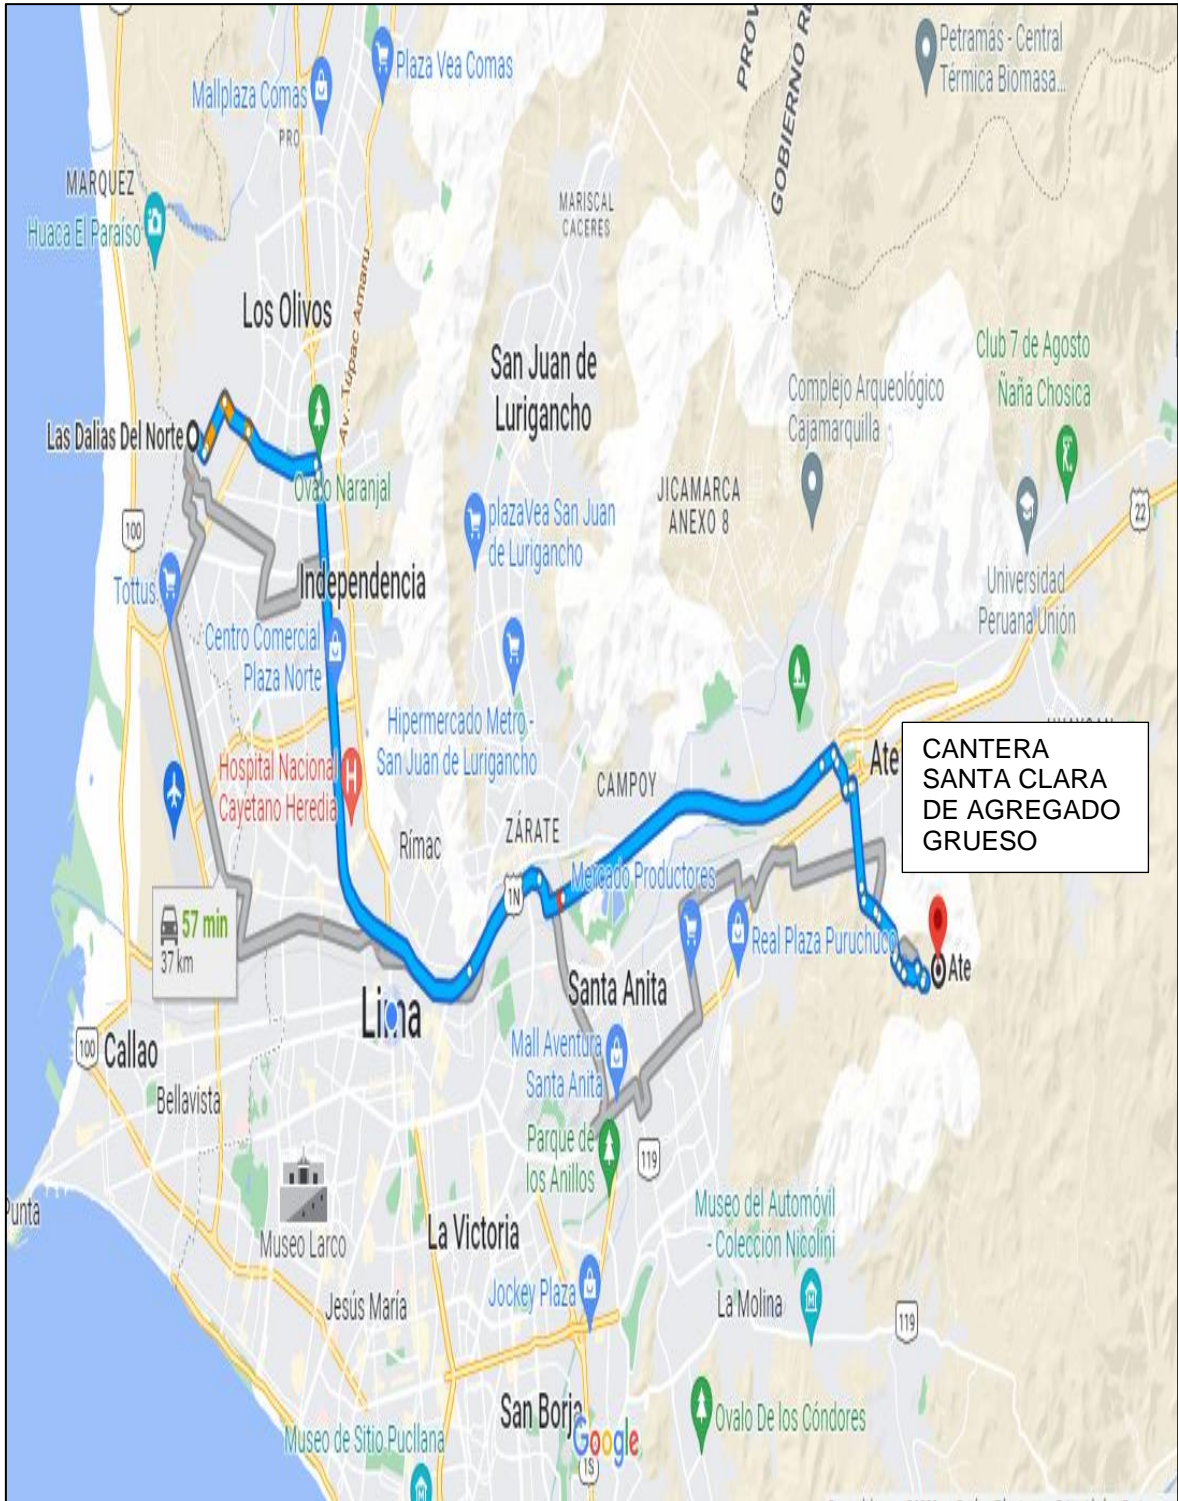 Petramás - Central
Térmica Biomasa...
PROV
GOBIERNO RE
Plaza Vea Comas
Mallplaza Comas
PRO
MARQUEZ
Huaca El Paraíso
MARISCAL
CACERES
Av. Túpac Amaru
Los Olivos
San Juan de
Lurigancho
Club 7 de Agosto
Ñaña Chosica
Complejo Arqueológico
Cajamarquilla
Las Dalias Del Norte
Ovalo Naranjal
JICAMARCA
ANEXO 8
22
100
plazaVea San Juan
de Lurigancho
Tottus
Independencia
Universidad
Peruana Unión
Centro Comercial
Plaza Norte
Hipermercado Metro -
San Juan de Lurigancho
Hospital Nacional
Cayetano Heredia
H
CAMPOY
Ate
CANTERA
SANTA CLARA
DE AGREGADO
GRUESO
Rímac
ZÁRATE
1N
Mercado Productores
57 min
37 km
Real Plaza Puruchuco
Ate
Santa Anita
Lima
100
Callao
Mall Aventura
Santa Anita
Bellavista
Parque de
los Anillos
119
Museo del Automóvil
- Colección Nicolini
Punta
Museo Larco
La Victoria
Jockey Plaza
La Molina
Jesús María
119
San Borja
Ovalo De los Cóndores
Google
Museo de Sitio Pucllana
1S